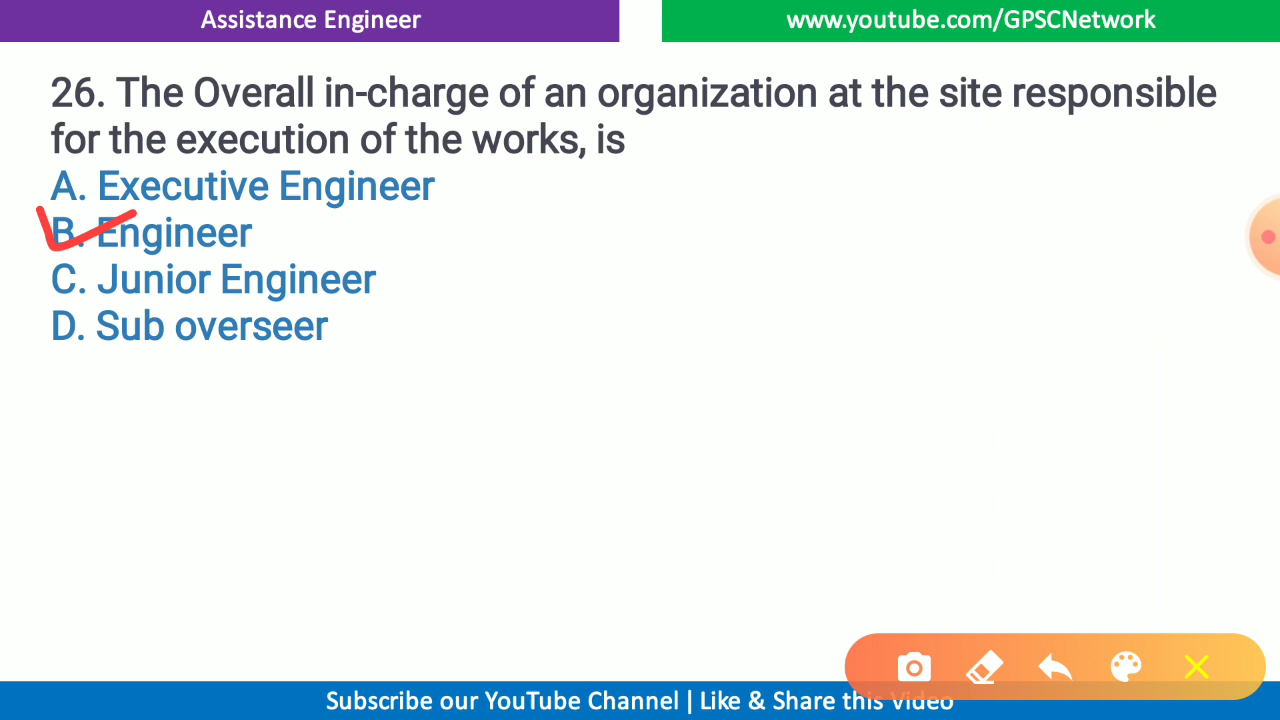 Assistance Engineer
www.youtube.com/GPSCNetwork
26. The Overall in-charge of an organization at the site responsible
for the execution of the works, is
A. Executive Engineer
B. Engineer
C. Junior Engineer
D. Sub overseer
Subscribe our YouTube Channel | Like & Share this Video